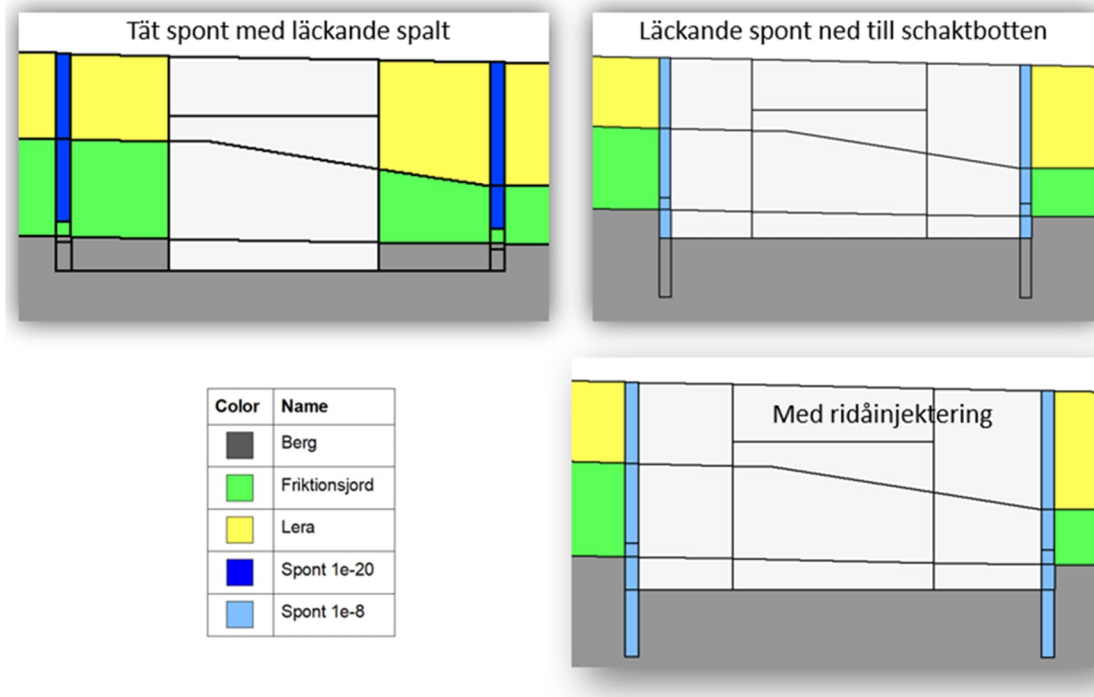 Tät spont med läckande spalt
Läckande spont ned till schaktbotten
Med ridåinjektering
Color Name
Berg
Friktionsjord
Lera
Spont 1e-20
Spont 1e-8